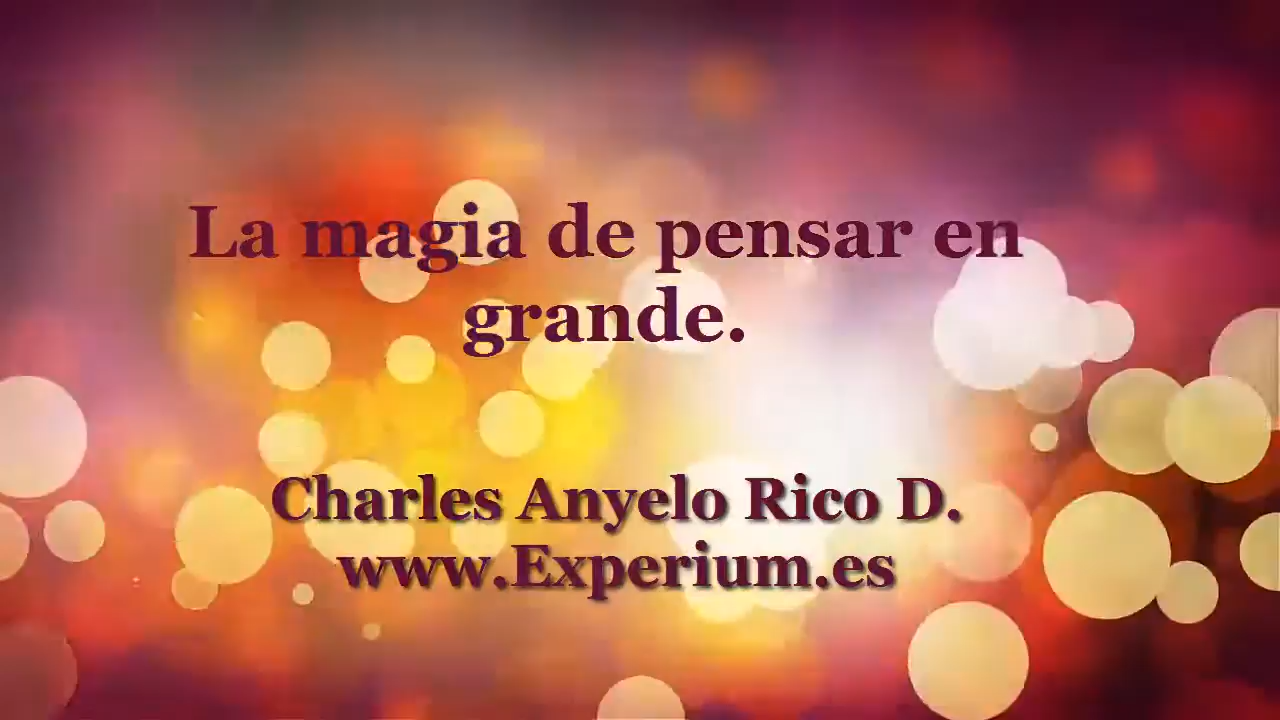 La magia de pensar en
grande.
Charles Anyelo Rico D.
www.Experium.es